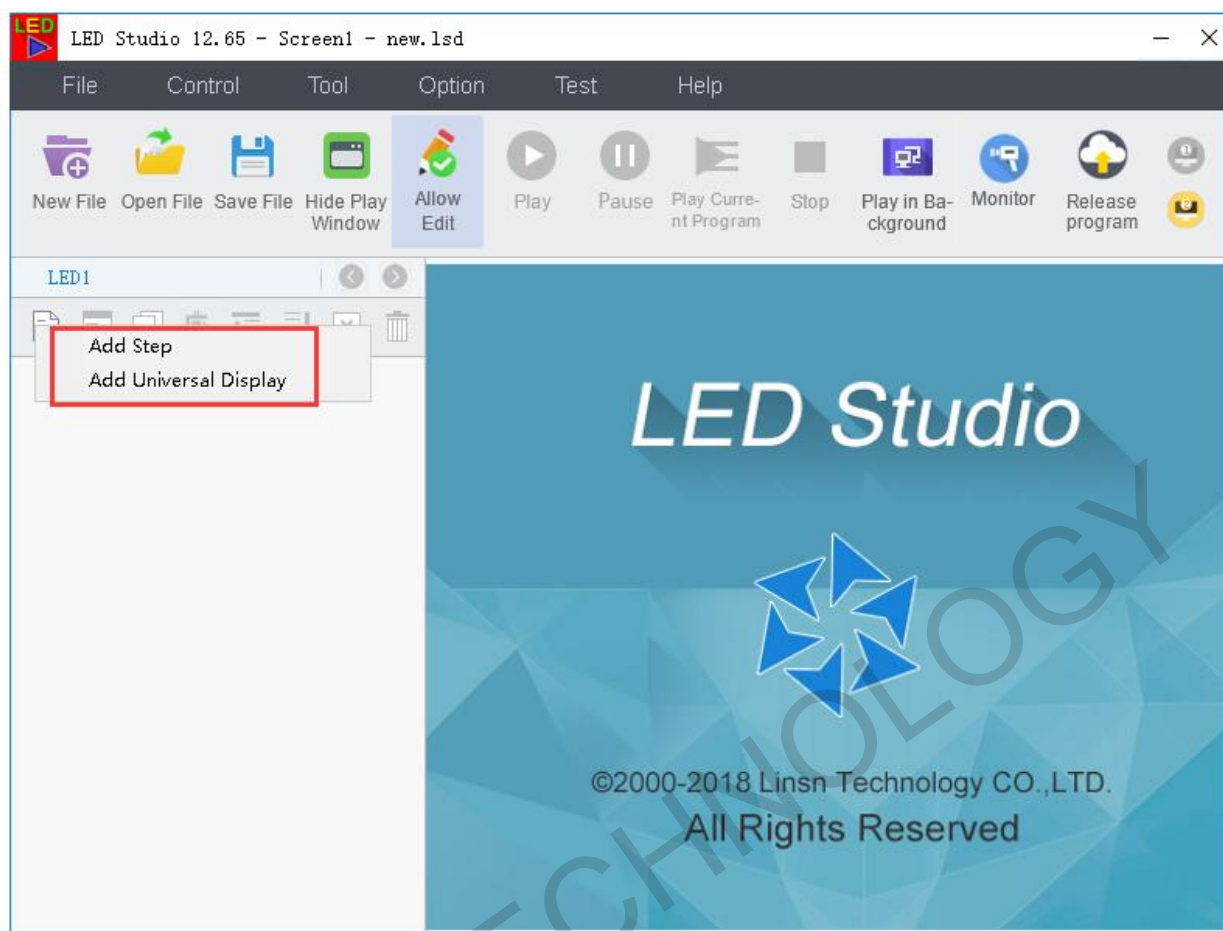 LED
LED Studio 12.65 - Screen1 - new.lsd
File Control Tool Option Test Help
New File Open File Save File Hide Play Window Allow Edit Play Pause Play Curre-nt Program Stop Play in Ba-ckground Monitor Release program
LED1
Add Step
Add Universal Display
LED Studio
©2000-2018 Linsn Technology CO.,LTD.
All Rights Reserved
TECHNOLOGY